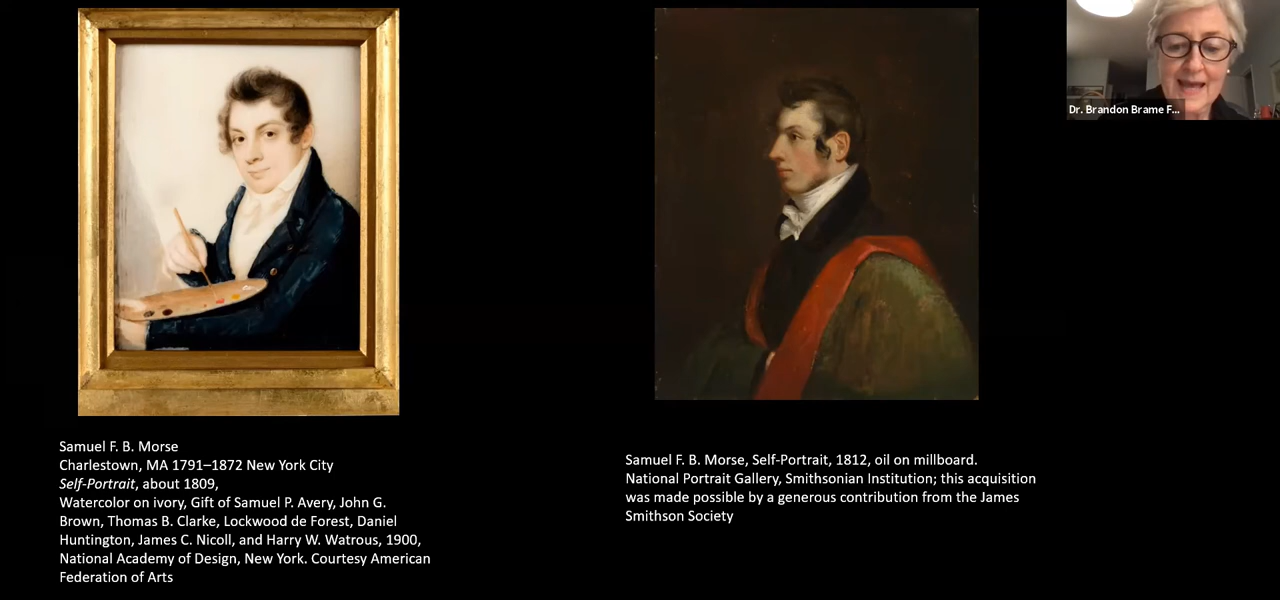 Dr. Brandon Brame F...
Samuel F. B. Morse
Charlestown, MA 1791–1872 New York City
Self-Portrait, about 1809,
Watercolor on ivory, Gift of Samuel P. Avery, John G.
Brown, Thomas B. Clarke, Lockwood de Forest, Daniel
Huntington, James C. Nicoll, and Harry W. Watrous, 1900,
National Academy of Design, New York. Courtesy American
Federation of Arts
Samuel F. B. Morse, Self-Portrait, 1812, oil on millboard.
National Portrait Gallery, Smithsonian Institution; this acquisition
was made possible by a generous contribution from the James
Smithson Society